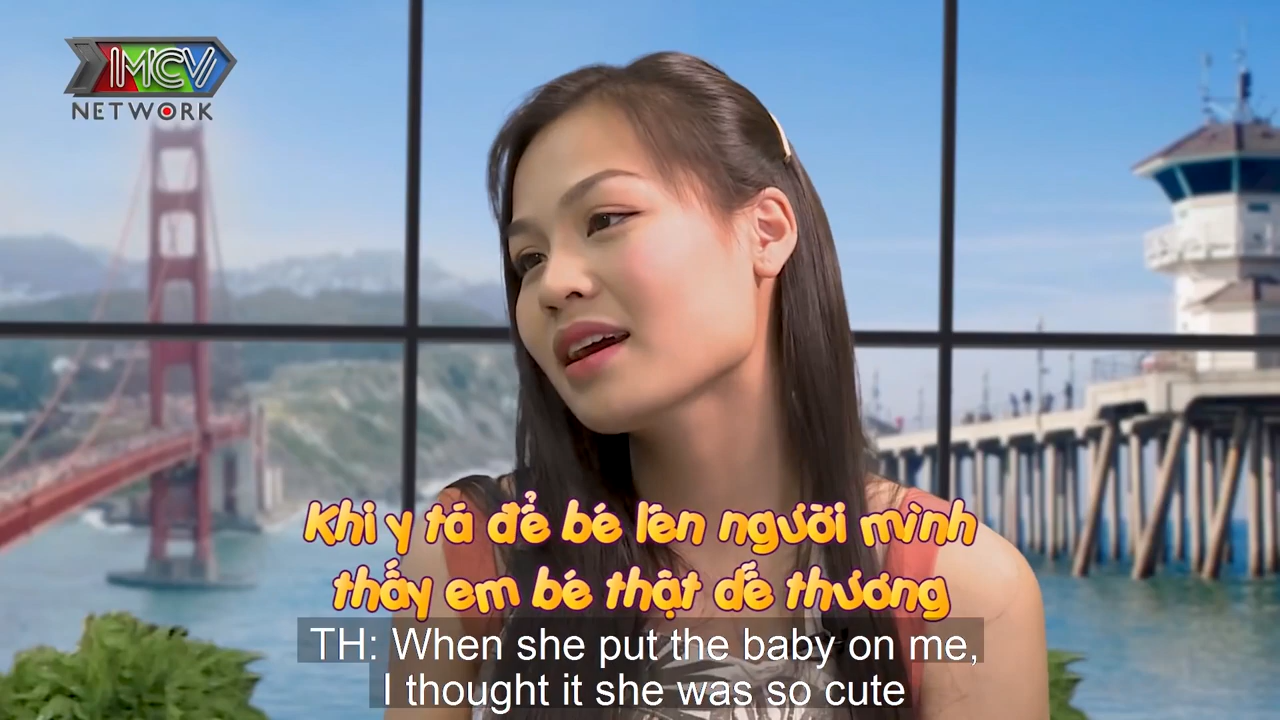 MCV
NETWORK
Khi y tá để bé lên người mình
thấy em bé thật dễ thương
TH: When she put the baby on me,
I thought it she was so cute